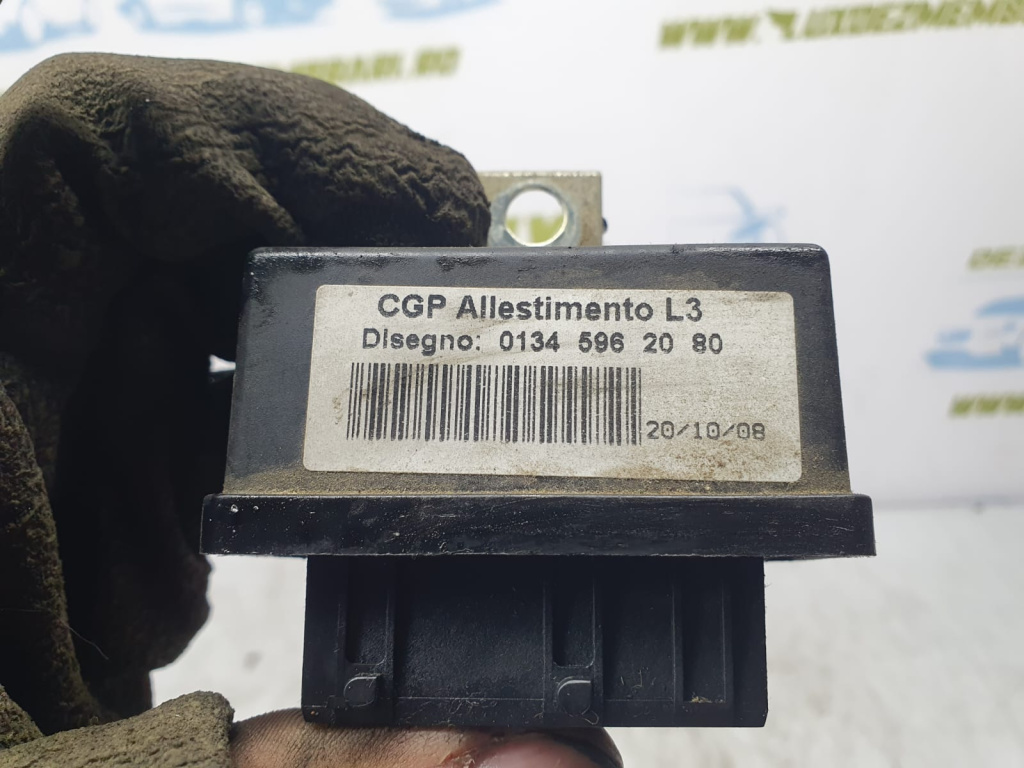 CGP Allestimento L3
Disegno: 0134 596 20 80
20/10/08